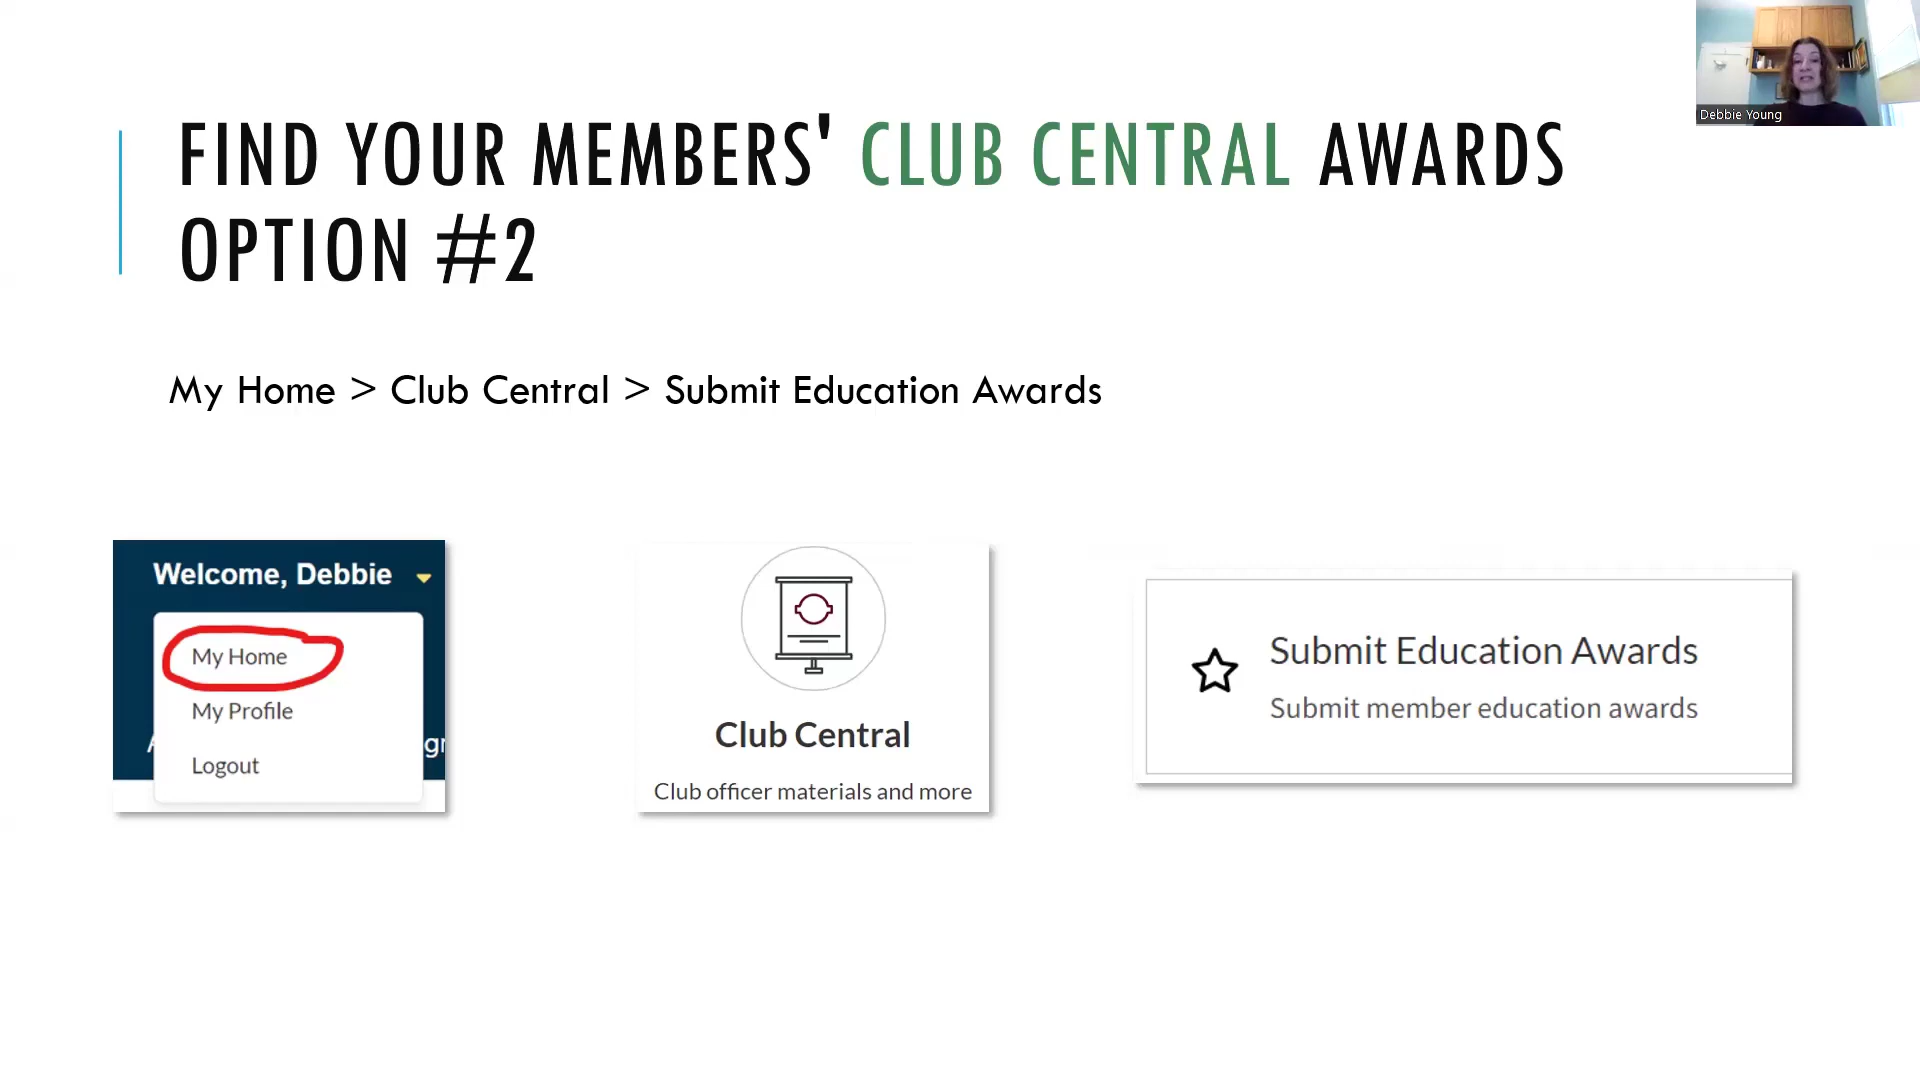 FIND YOUR MEMBERS' CLUB CENTRAL AWARDS
OPTION #2
Debbie Young
My Home > Club Central > Submit Education Awards
Welcome, Debbie
My Home
My Profile
Logout
Club Central
Club officer materials and more
Submit Education Awards
Submit member education awards